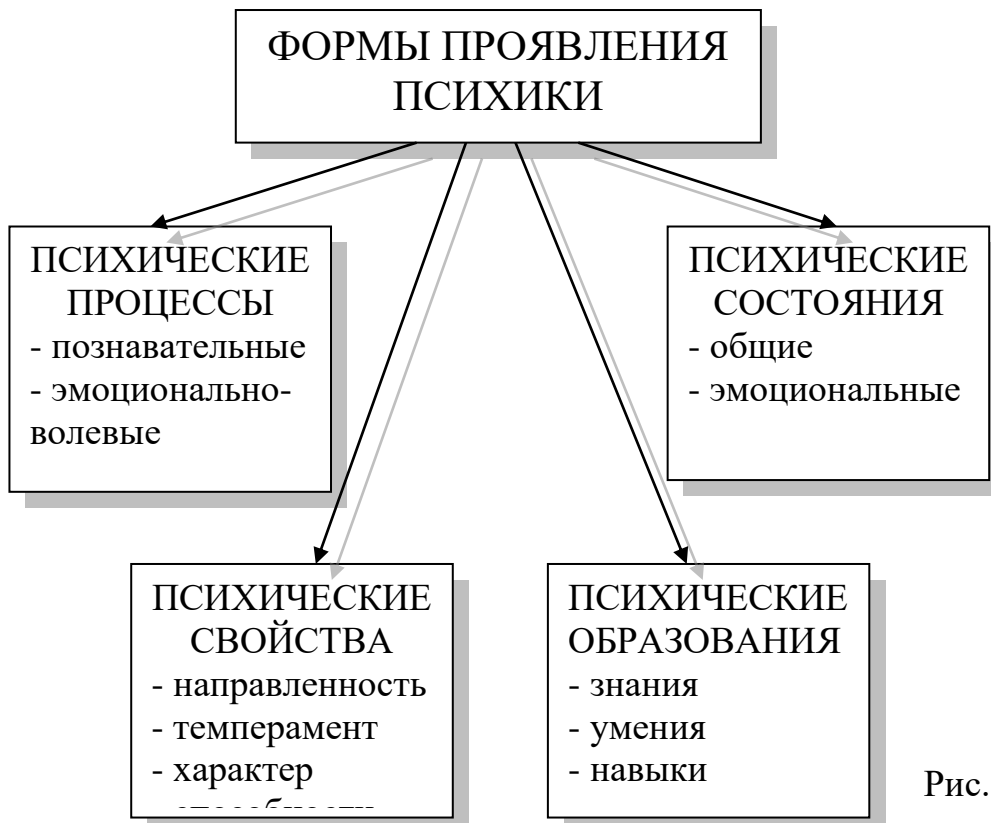 ФОРМЫ ПРОЯВЛЕНИЯ
ПСИХИКИ
ПСИХИЧЕСКИЕ
ПРОЦЕССЫ
- познавательные
- эмоционально-
волевые
ПСИХИЧЕСКИЕ
СОСТОЯНИЯ
- общие
- эмоциональные
ПСИХИЧЕСКИЕ
СВОЙСТВА
- направленность
- темперамент
- характер
ПСИХИЧЕСКИЕ
ОБРАЗОВАНИЯ
- знания
- умения
- навыки
Рис.